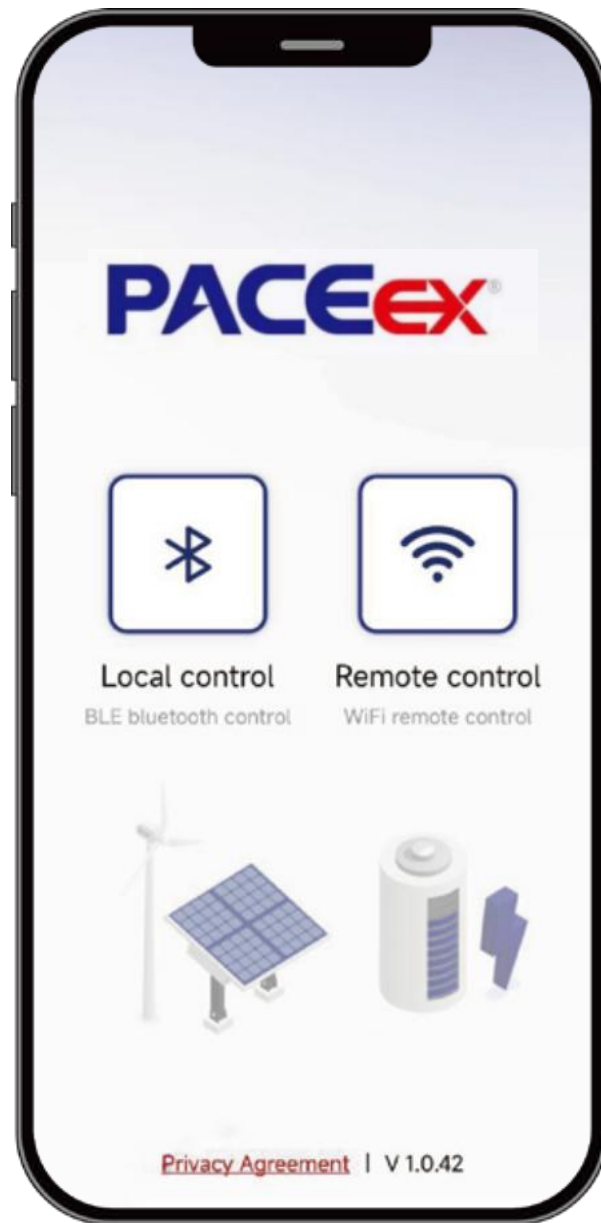 PACEEX®
Local control
Remote control
BLE bluetooth control
WiFi remote control
Privacy Agreement | V 1.0.42